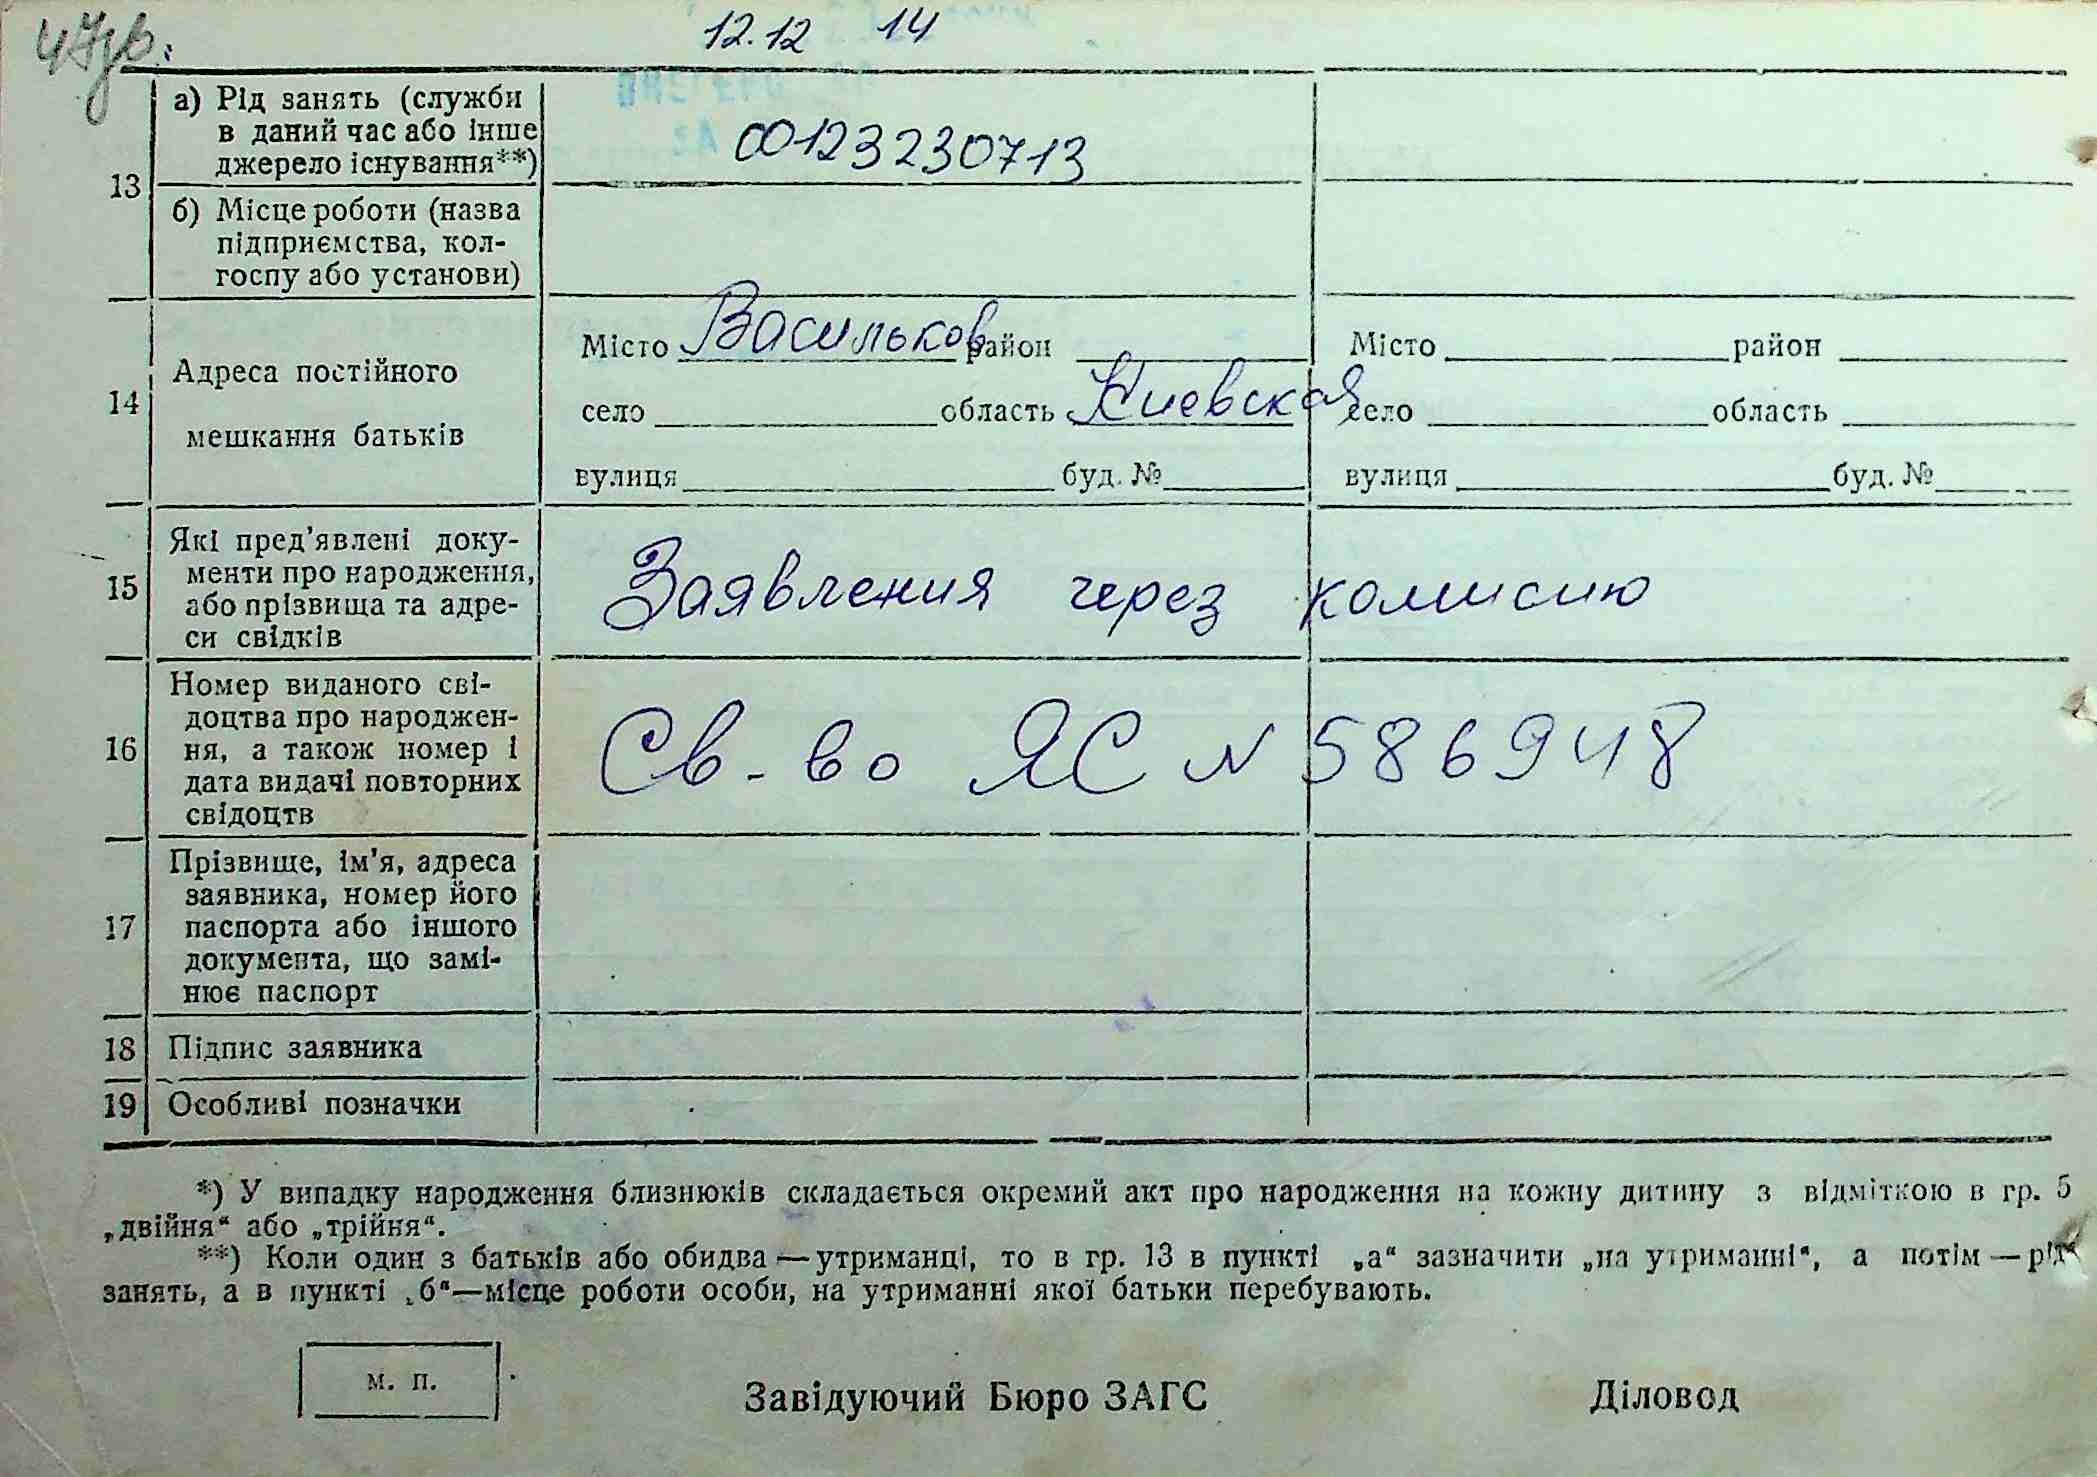 47 зв.
12.12 14
13
а) Рід занять (служби
в даний час або інше
джерело існування**)
00123230713
б) Місце роботи (назва
підприємства, кол-
госпу або установи)
14
Адреса постійного
мешкання батьків
Місто Васильков район
село область Киевская
вулиця буд. №
Місто район
село область
вулиця буд. №
15
Які пред'явлені доку-
менти про народження,
або прізвища та адре-
си свідків
Заявления через комисию
16
Номер виданого сві-
доцтва про народжен-
ня, а також номер і
дата видачі повторних
свідоцтв
Св-во ЯС № 586948
17
Прізвище, ім'я, адреса
заявника, номер його
паспорта або іншого
документа, що замі-
нює паспорт
18 Підпис заявника
19 Особливі позначки
*) У випадку народження близнюків складається окремий акт про народження на кожну дитину з відміткою в гр. 5
„двійня“ або „трійня“.
**) Коли один з батьків або обидва—утриманці, то в гр. 13 в пункті „а“ зазначити „на утриманні“, а потім—рід
занять, а в пункті „б“—місце роботи особи, на утриманні якої батьки перебувають.
м. п.
Завідуючий Бюро ЗАГС
Діловод